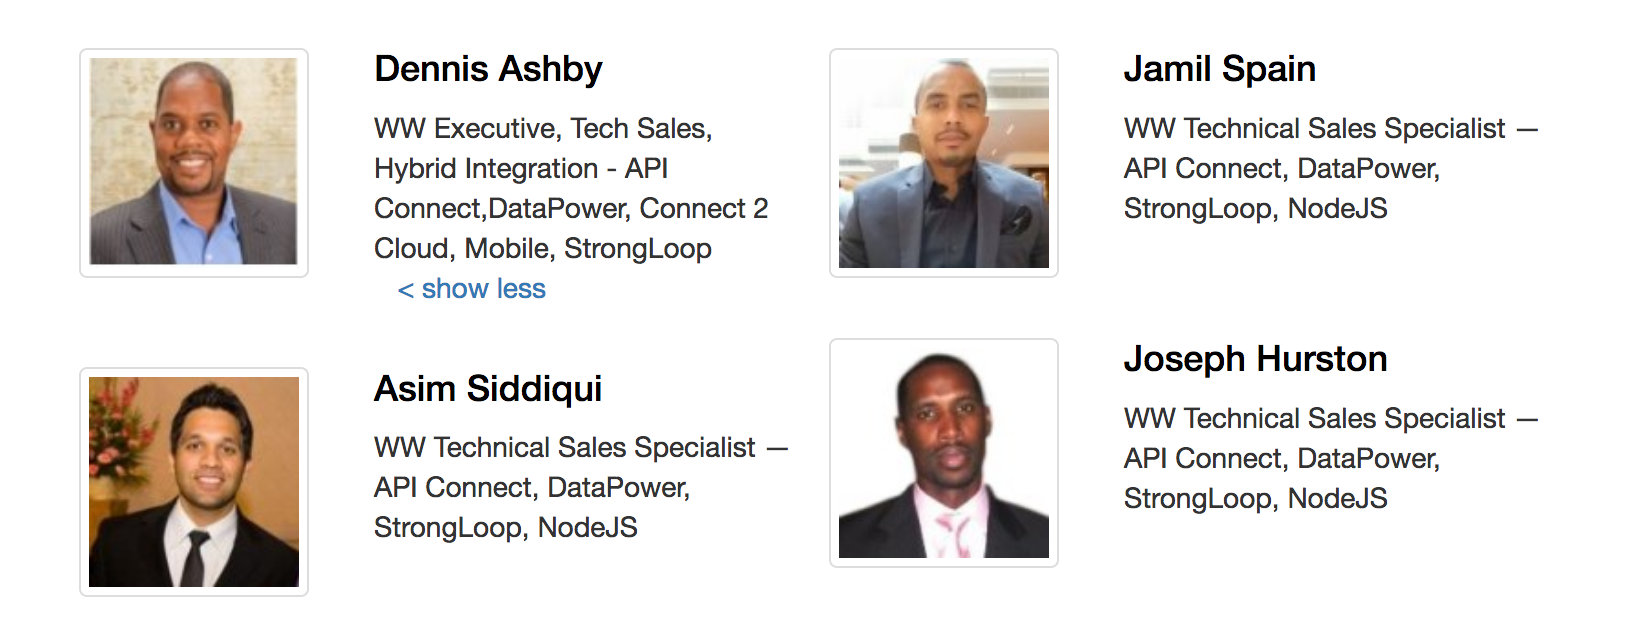 Dennis Ashby
WW Executive, Tech Sales,
Hybrid Integration - API
Connect,DataPower, Connect 2
Cloud, Mobile, StrongLoop
< show less
Jamil Spain
WW Technical Sales Specialist —
API Connect, DataPower,
StrongLoop, NodeJS
Asim Siddiqui
WW Technical Sales Specialist —
API Connect, DataPower,
StrongLoop, NodeJS
Joseph Hurston
WW Technical Sales Specialist —
API Connect, DataPower,
StrongLoop, NodeJS